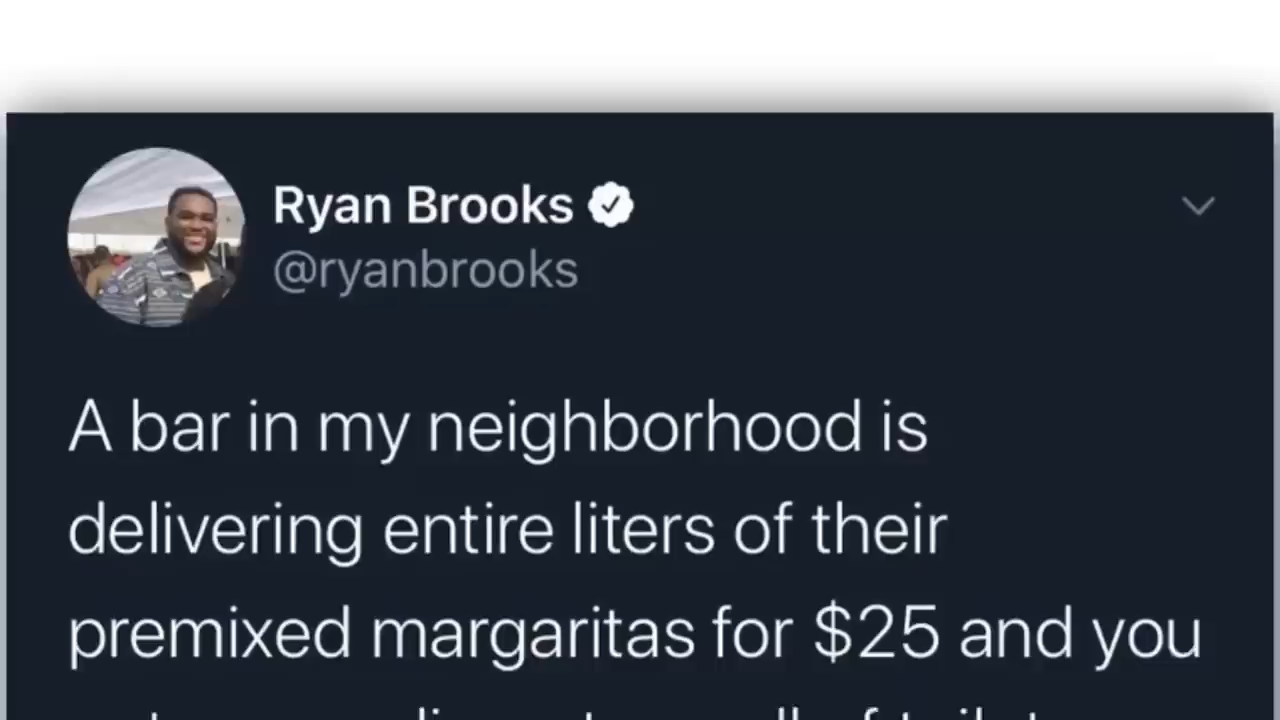 Ryan Brooks
@ryanbrooks
A bar in my neighborhood is
delivering entire liters of their
premixed margaritas for $25 and you